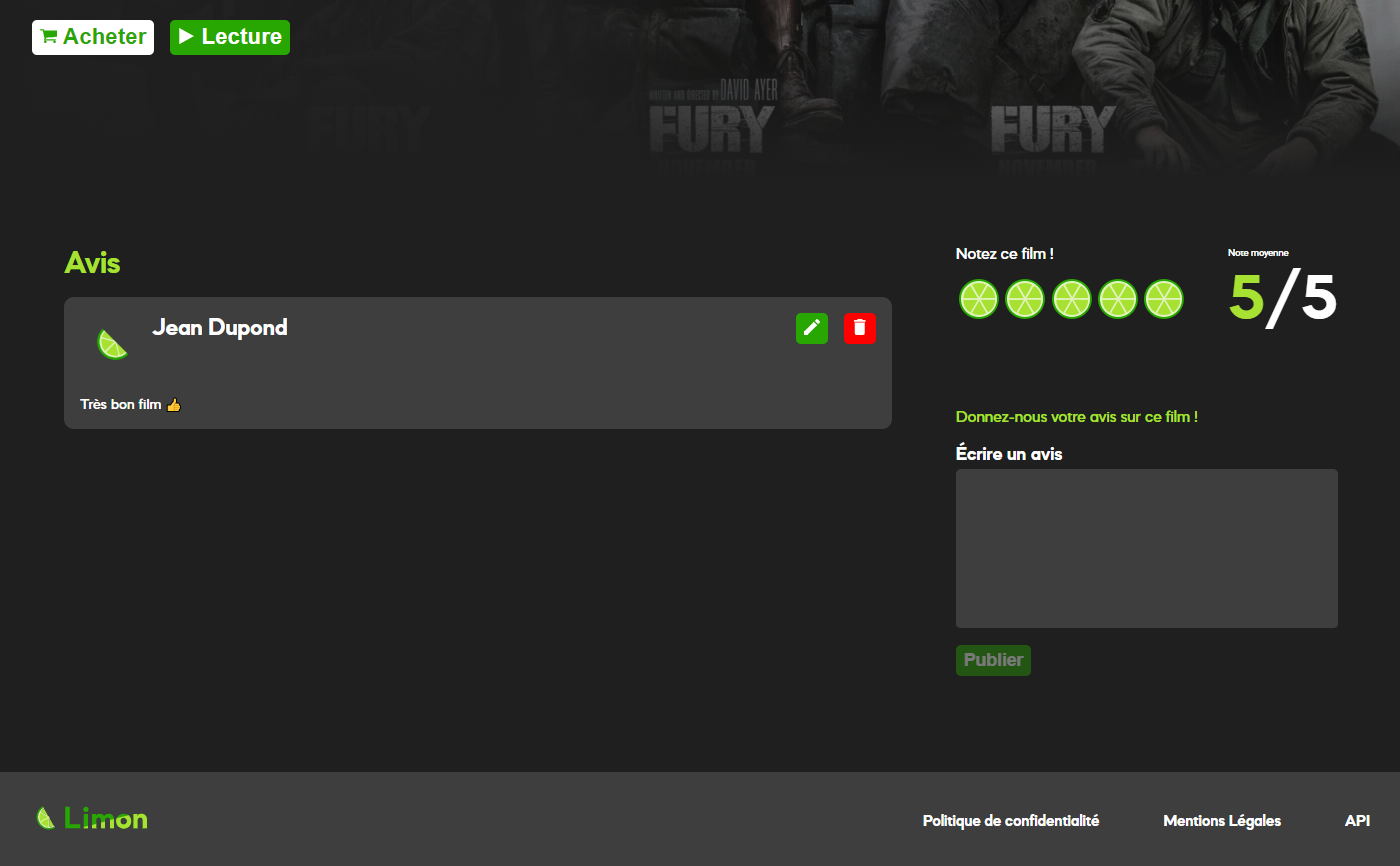 Acheter
Lecture
WRITTEN AND DIRECTED BY DAVID AYER
FURY
FURY
FURY
NOVEMBER
NOVEMBER
Avis
Notez ce film !
Note moyenne
5/5
Jean Dupond
Très bon film 👍
Donnez-nous votre avis sur ce film !
Écrire un avis
Publier
Limon
Politique de confidentialité
Mentions Légales
API